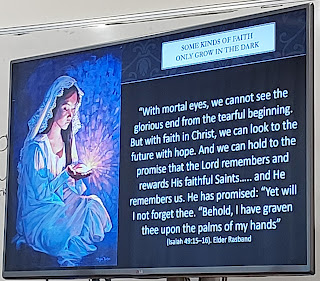 SOME KINDS OF FAITH
ONLY GROW IN THE DARK
"With mortal eyes, we cannot see the
glorious end from the tearful beginning.
But with faith in Christ, we can look to the
future with hope. And we can hold to the
promise that the Lord remembers and
rewards His faithful Saints..... and He
remembers us. He has promised: "Yet will
I not forget thee. "Behold, I have graven
thee upon the palms of my hands"
(Isaiah 49:15–16). Elder Rasband